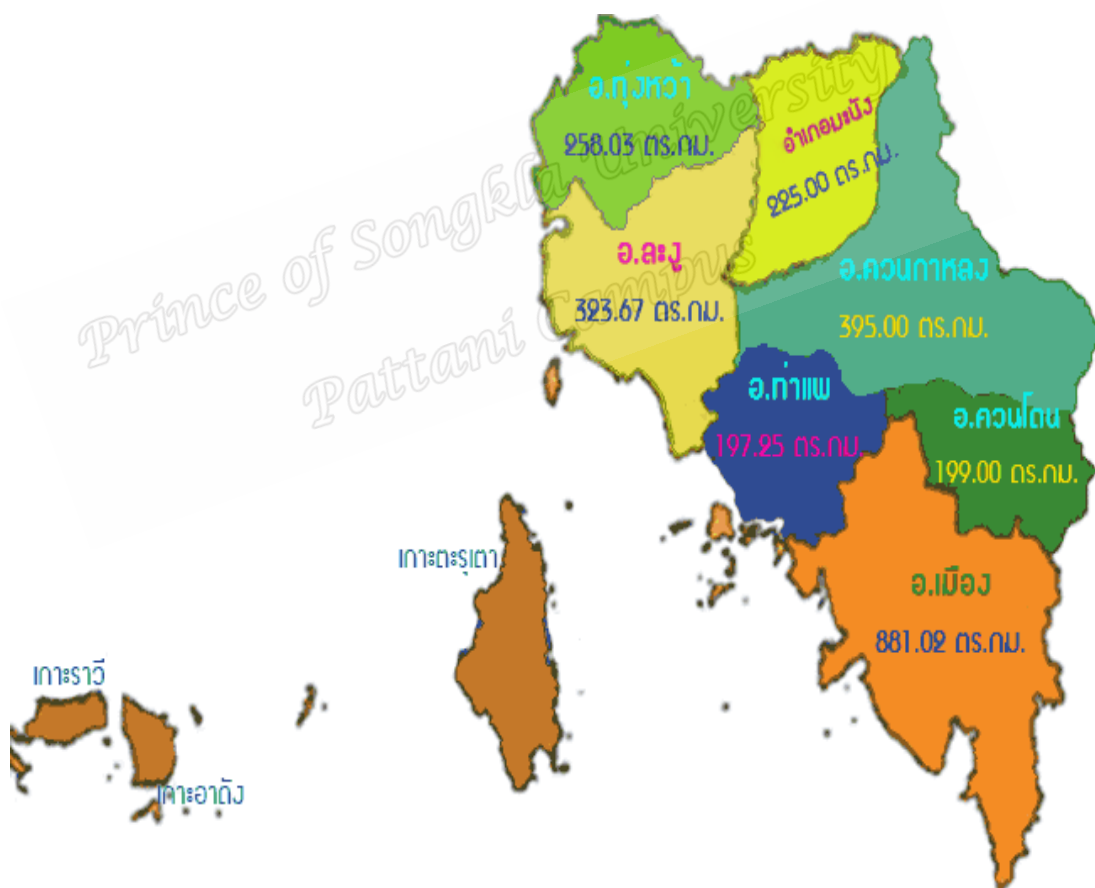 อ.ทุ่งหว้า
258.03 ตร.กม.
อำเภอมะนัง
225.00 ตร.กม.
Prince of Songkla University
Pattani Campus
อ.ละงู
323.67 ตร.กม.
อ.ควนกาหลง
395.00 ตร.กม.
อ.ท่าแพ
197.25 ตร.กม.
อ.ควนโดน
199.00 ตร.กม.
เกาะตะรุเตา
อ.เมือง
881.02 ตร.กม.
เกาะราวี
เกาะอาดัง